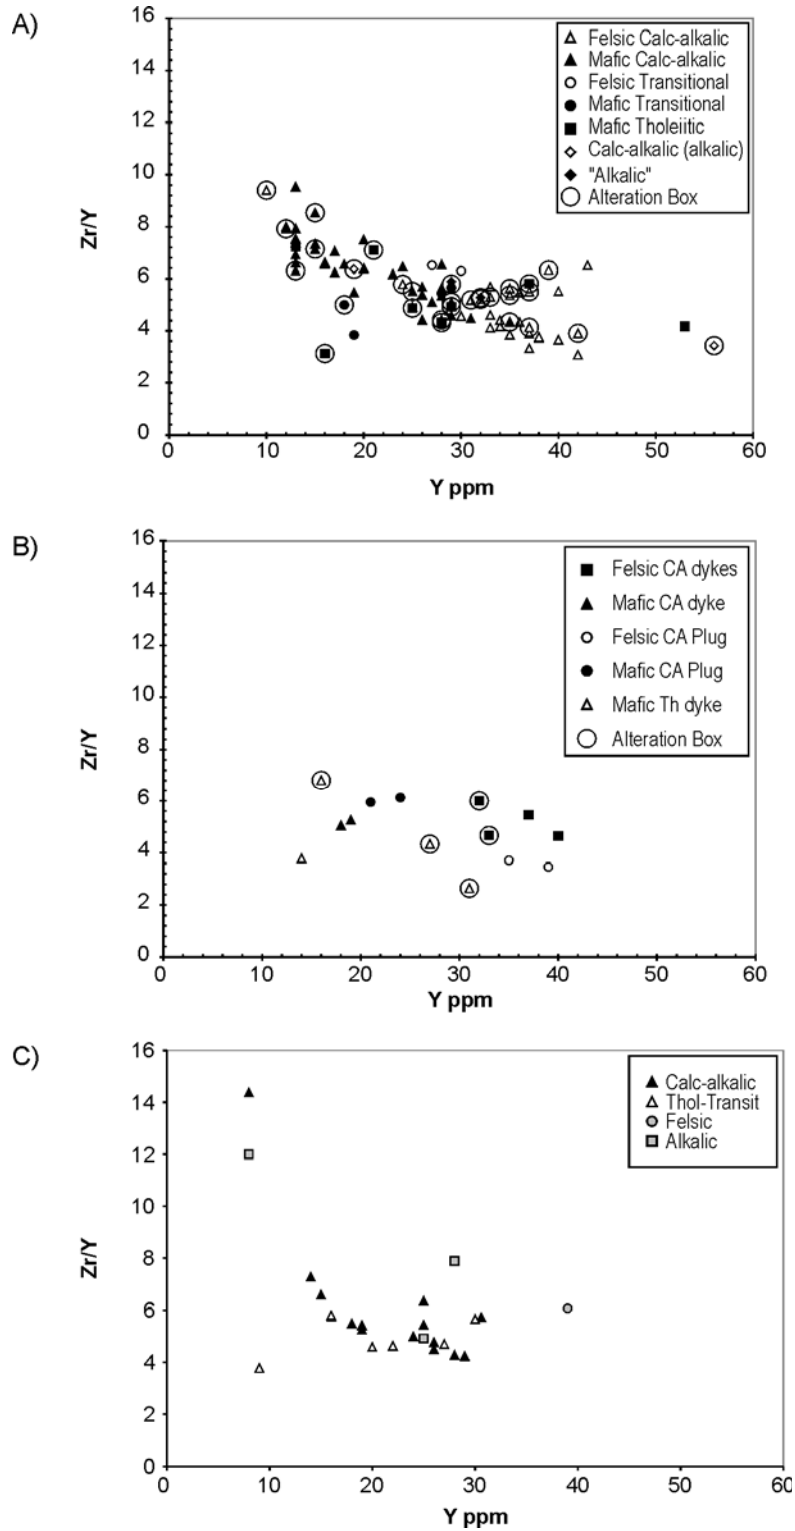 A)
16
14
12
10
8
6
4
2
0
Zr/Y
0 10 20 30 40 50 60
Y ppm
Felsic Calc-alkalic
Mafic Calc-alkalic
Felsic Transitional
Mafic Transitional
Mafic Tholeiitic
Calc-alkalic (alkalic)
"Alkalic"
Alteration Box
B)
16
14
12
10
8
6
4
2
0
Zr/Y
0 10 20 30 40 50 60
Y ppm
Felsic CA dykes
Mafic CA dyke
Felsic CA Plug
Mafic CA Plug
Mafic Th dyke
Alteration Box
C)
16
14
12
10
8
6
4
2
0
Zr/Y
0 10 20 30 40 50 60
Y ppm
Calc-alkalic
Thol-Transit
Felsic
Alkalic